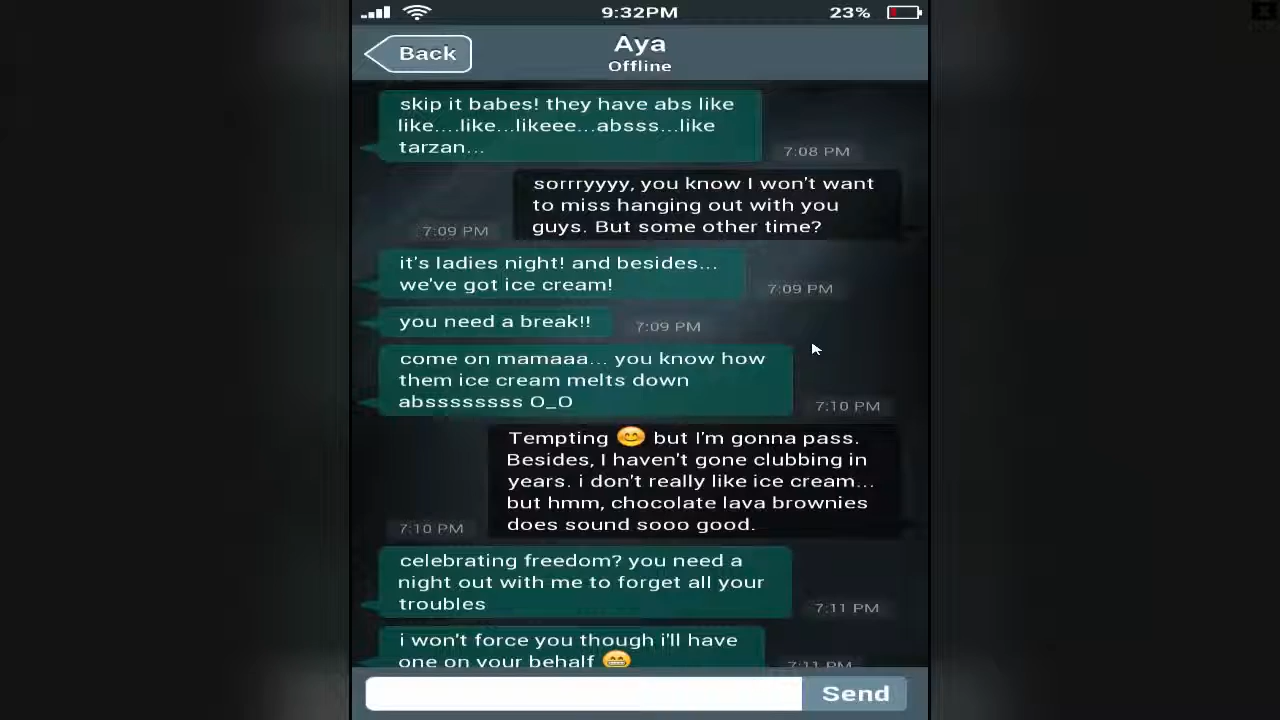 9:32PM
23%
Back
Aya
Offline
skip it babes! they have abs like
like....like...likeee...absss...like
tarzan...
7:08 PM
sorrryyyy, you know I won't want
to miss hanging out with you
guys. But some other time?
7:09 PM
it's ladies night! and besides...
we've got ice cream!
7:09 PM
you need a break!!
7:09 PM
come on mamaaa... you know how
them ice cream melts down
abssssssss O_O
7:10 PM
Tempting 😊 but I'm gonna pass.
Besides, I haven't gone clubbing in
years. i don't really like ice cream...
but hmm, chocolate lava brownies
does sound sooo good.
7:10 PM
celebrating freedom? you need a
night out with me to forget all your
troubles
7:11 PM
i won't force you though i'll have
one on your behalf 😁
7:11 PM
Send